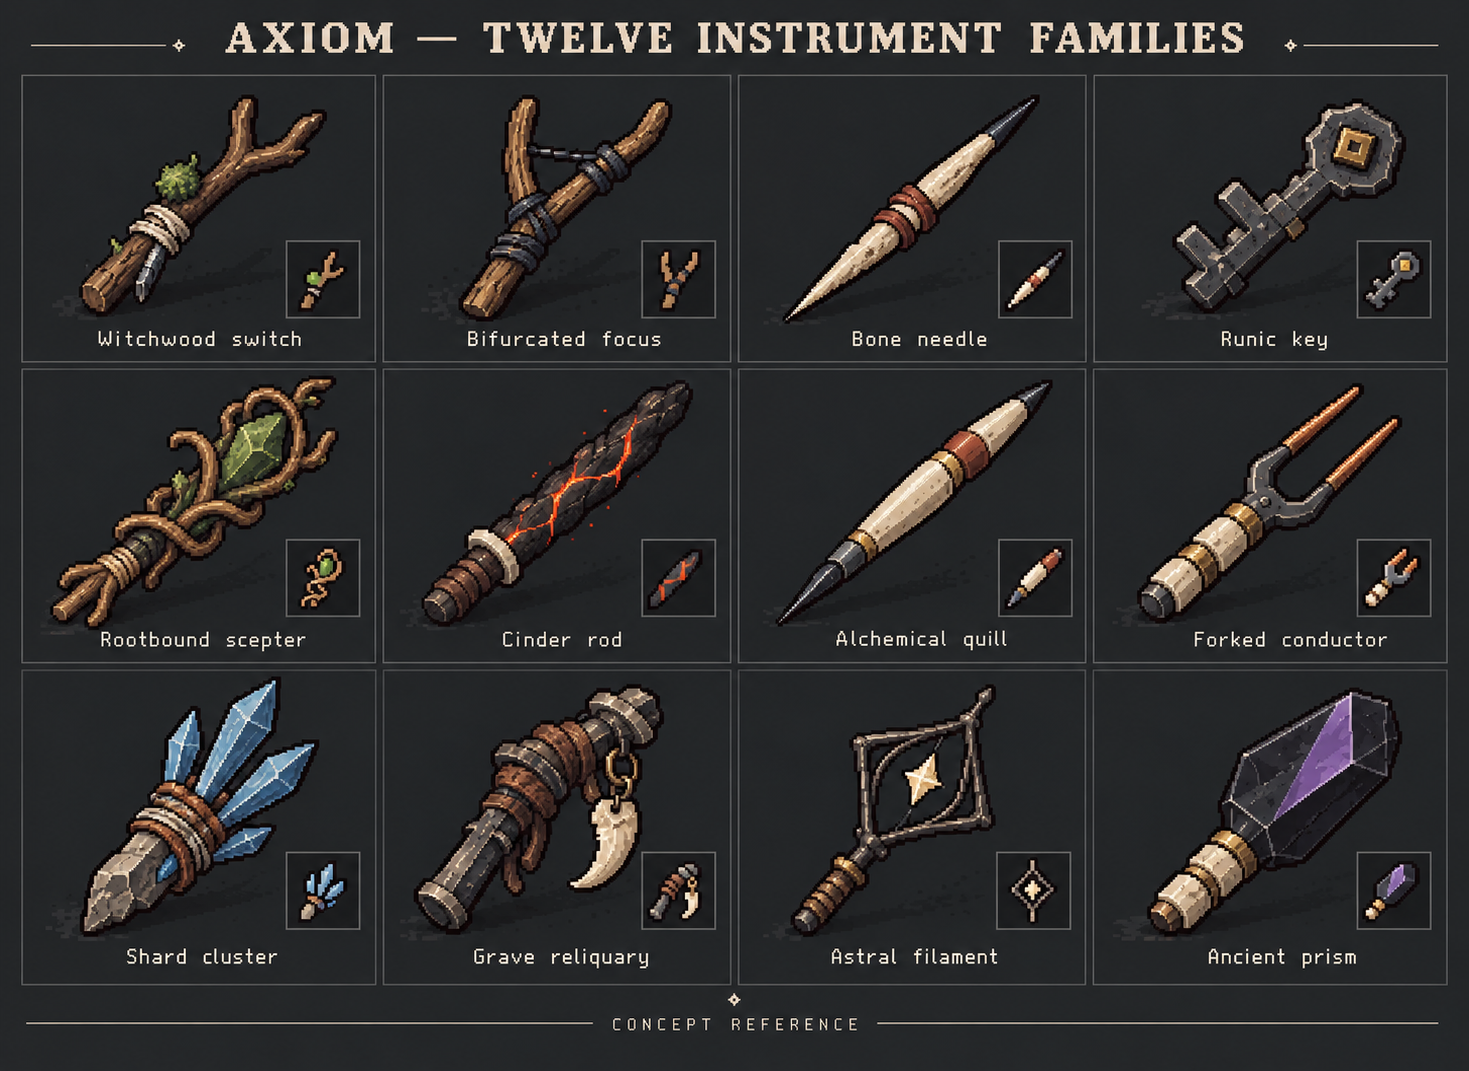 AXIOM — TWELVE INSTRUMENT FAMILIES
Witchwood switch
Bifurcated focus
Bone needle
Runic key
Rootbound scepter
Cinder rod
Alchemical quill
Forked conductor
Shard cluster
Grave reliquary
Astral filament
Ancient prism
CONCEPT REFERENCE